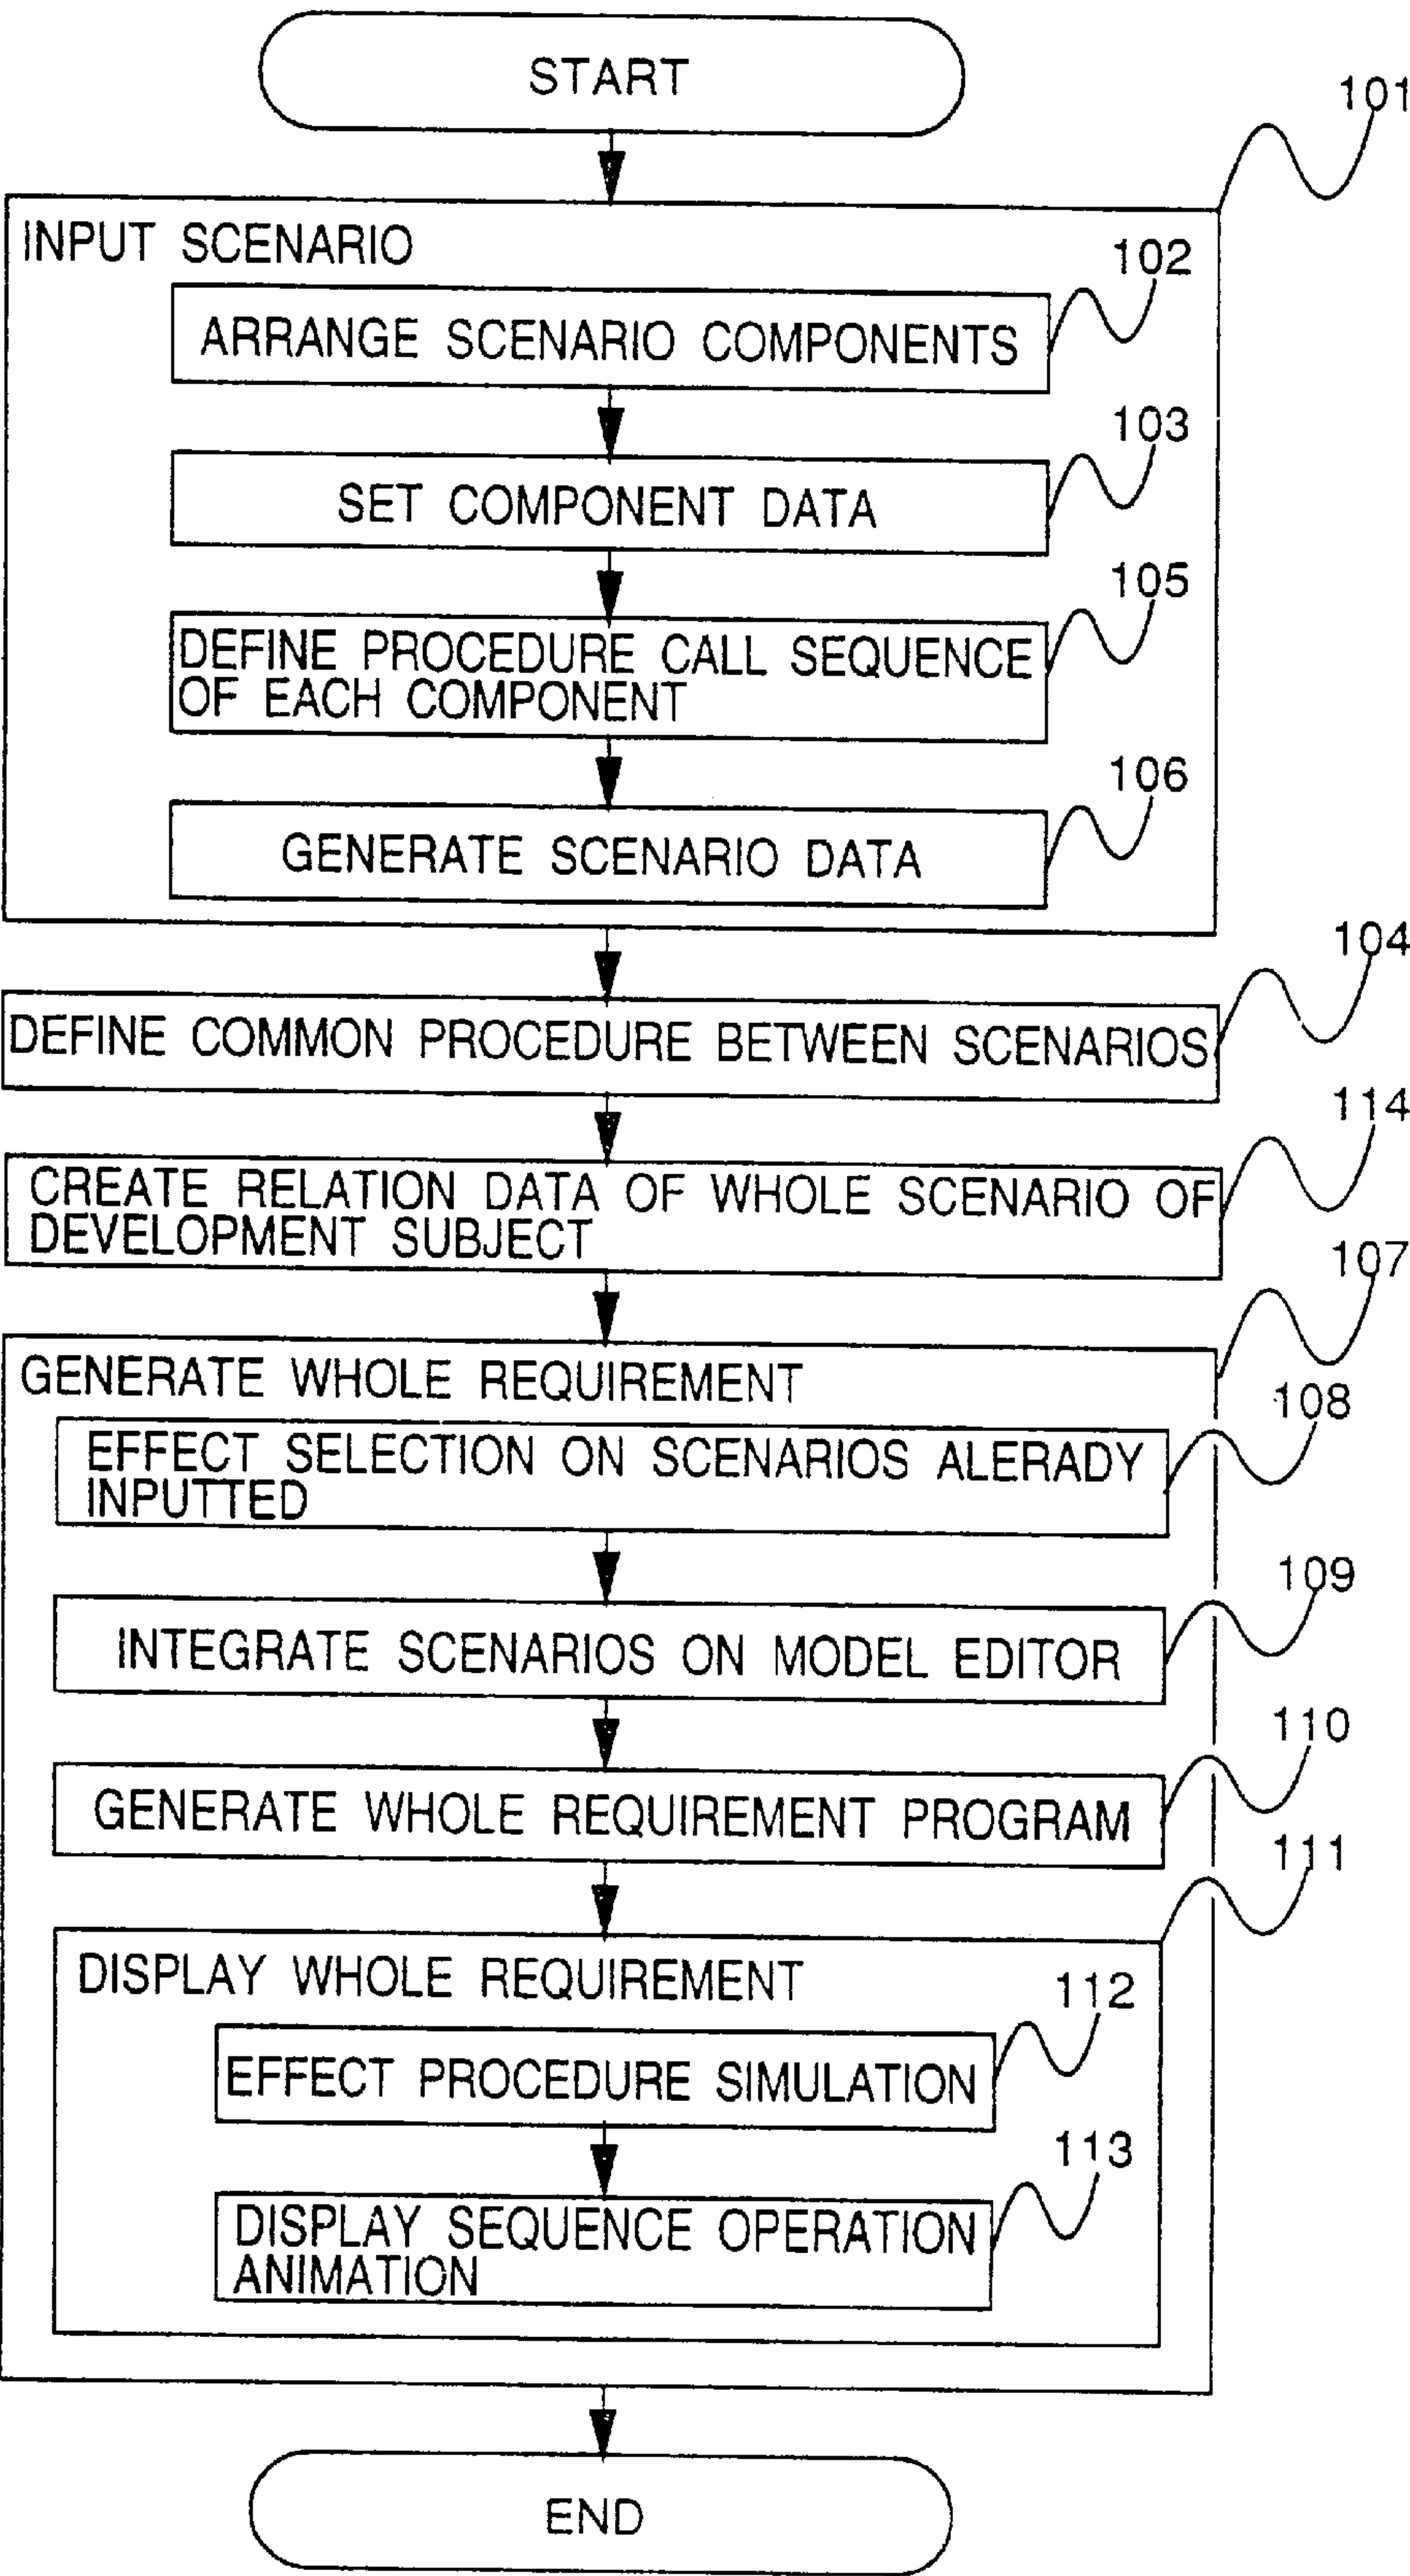 START
101
INPUT SCENARIO
102
ARRANGE SCENARIO COMPONENTS
103
SET COMPONENT DATA
105
DEFINE PROCEDURE CALL SEQUENCE
OF EACH COMPONENT
106
GENERATE SCENARIO DATA
104
DEFINE COMMON PROCEDURE BETWEEN SCENARIOS
114
CREATE RELATION DATA OF WHOLE SCENARIO OF
DEVELOPMENT SUBJECT
107
GENERATE WHOLE REQUIREMENT
108
EFFECT SELECTION ON SCENARIOS ALERADY
INPUTTED
109
INTEGRATE SCENARIOS ON MODEL EDITOR
110
GENERATE WHOLE REQUIREMENT PROGRAM
111
DISPLAY WHOLE REQUIREMENT
112
EFFECT PROCEDURE SIMULATION
113
DISPLAY SEQUENCE OPERATION
ANIMATION
END